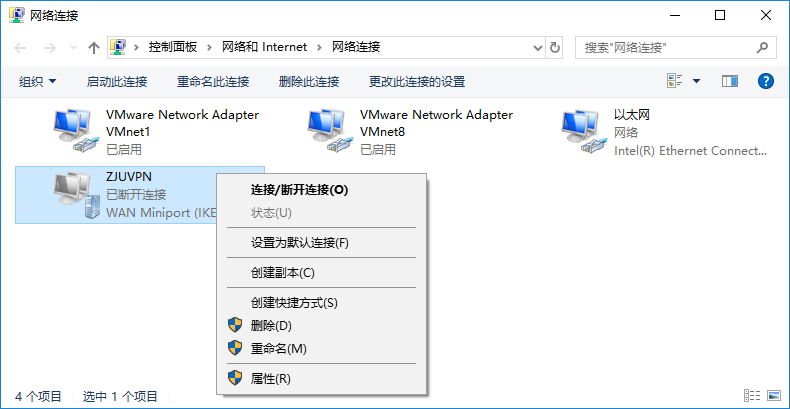 网络连接
控制面板 网络和 Internet 网络连接
搜索"网络连接"
组织 启动此连接 重命名此连接 删除此连接 更改此连接的设置
VMware Network Adapter
VMnet1
已启用
VMware Network Adapter
VMnet8
已启用
以太网
网络
Intel(R) Ethernet Connect...
ZJUVPN
已断开连接
WAN Miniport (IKE
连接/断开连接(O)
状态(U)
设置为默认连接(F)
创建副本(C)
创建快捷方式(S)
删除(D)
重命名(M)
属性(R)
4 个项目 选中 1 个项目